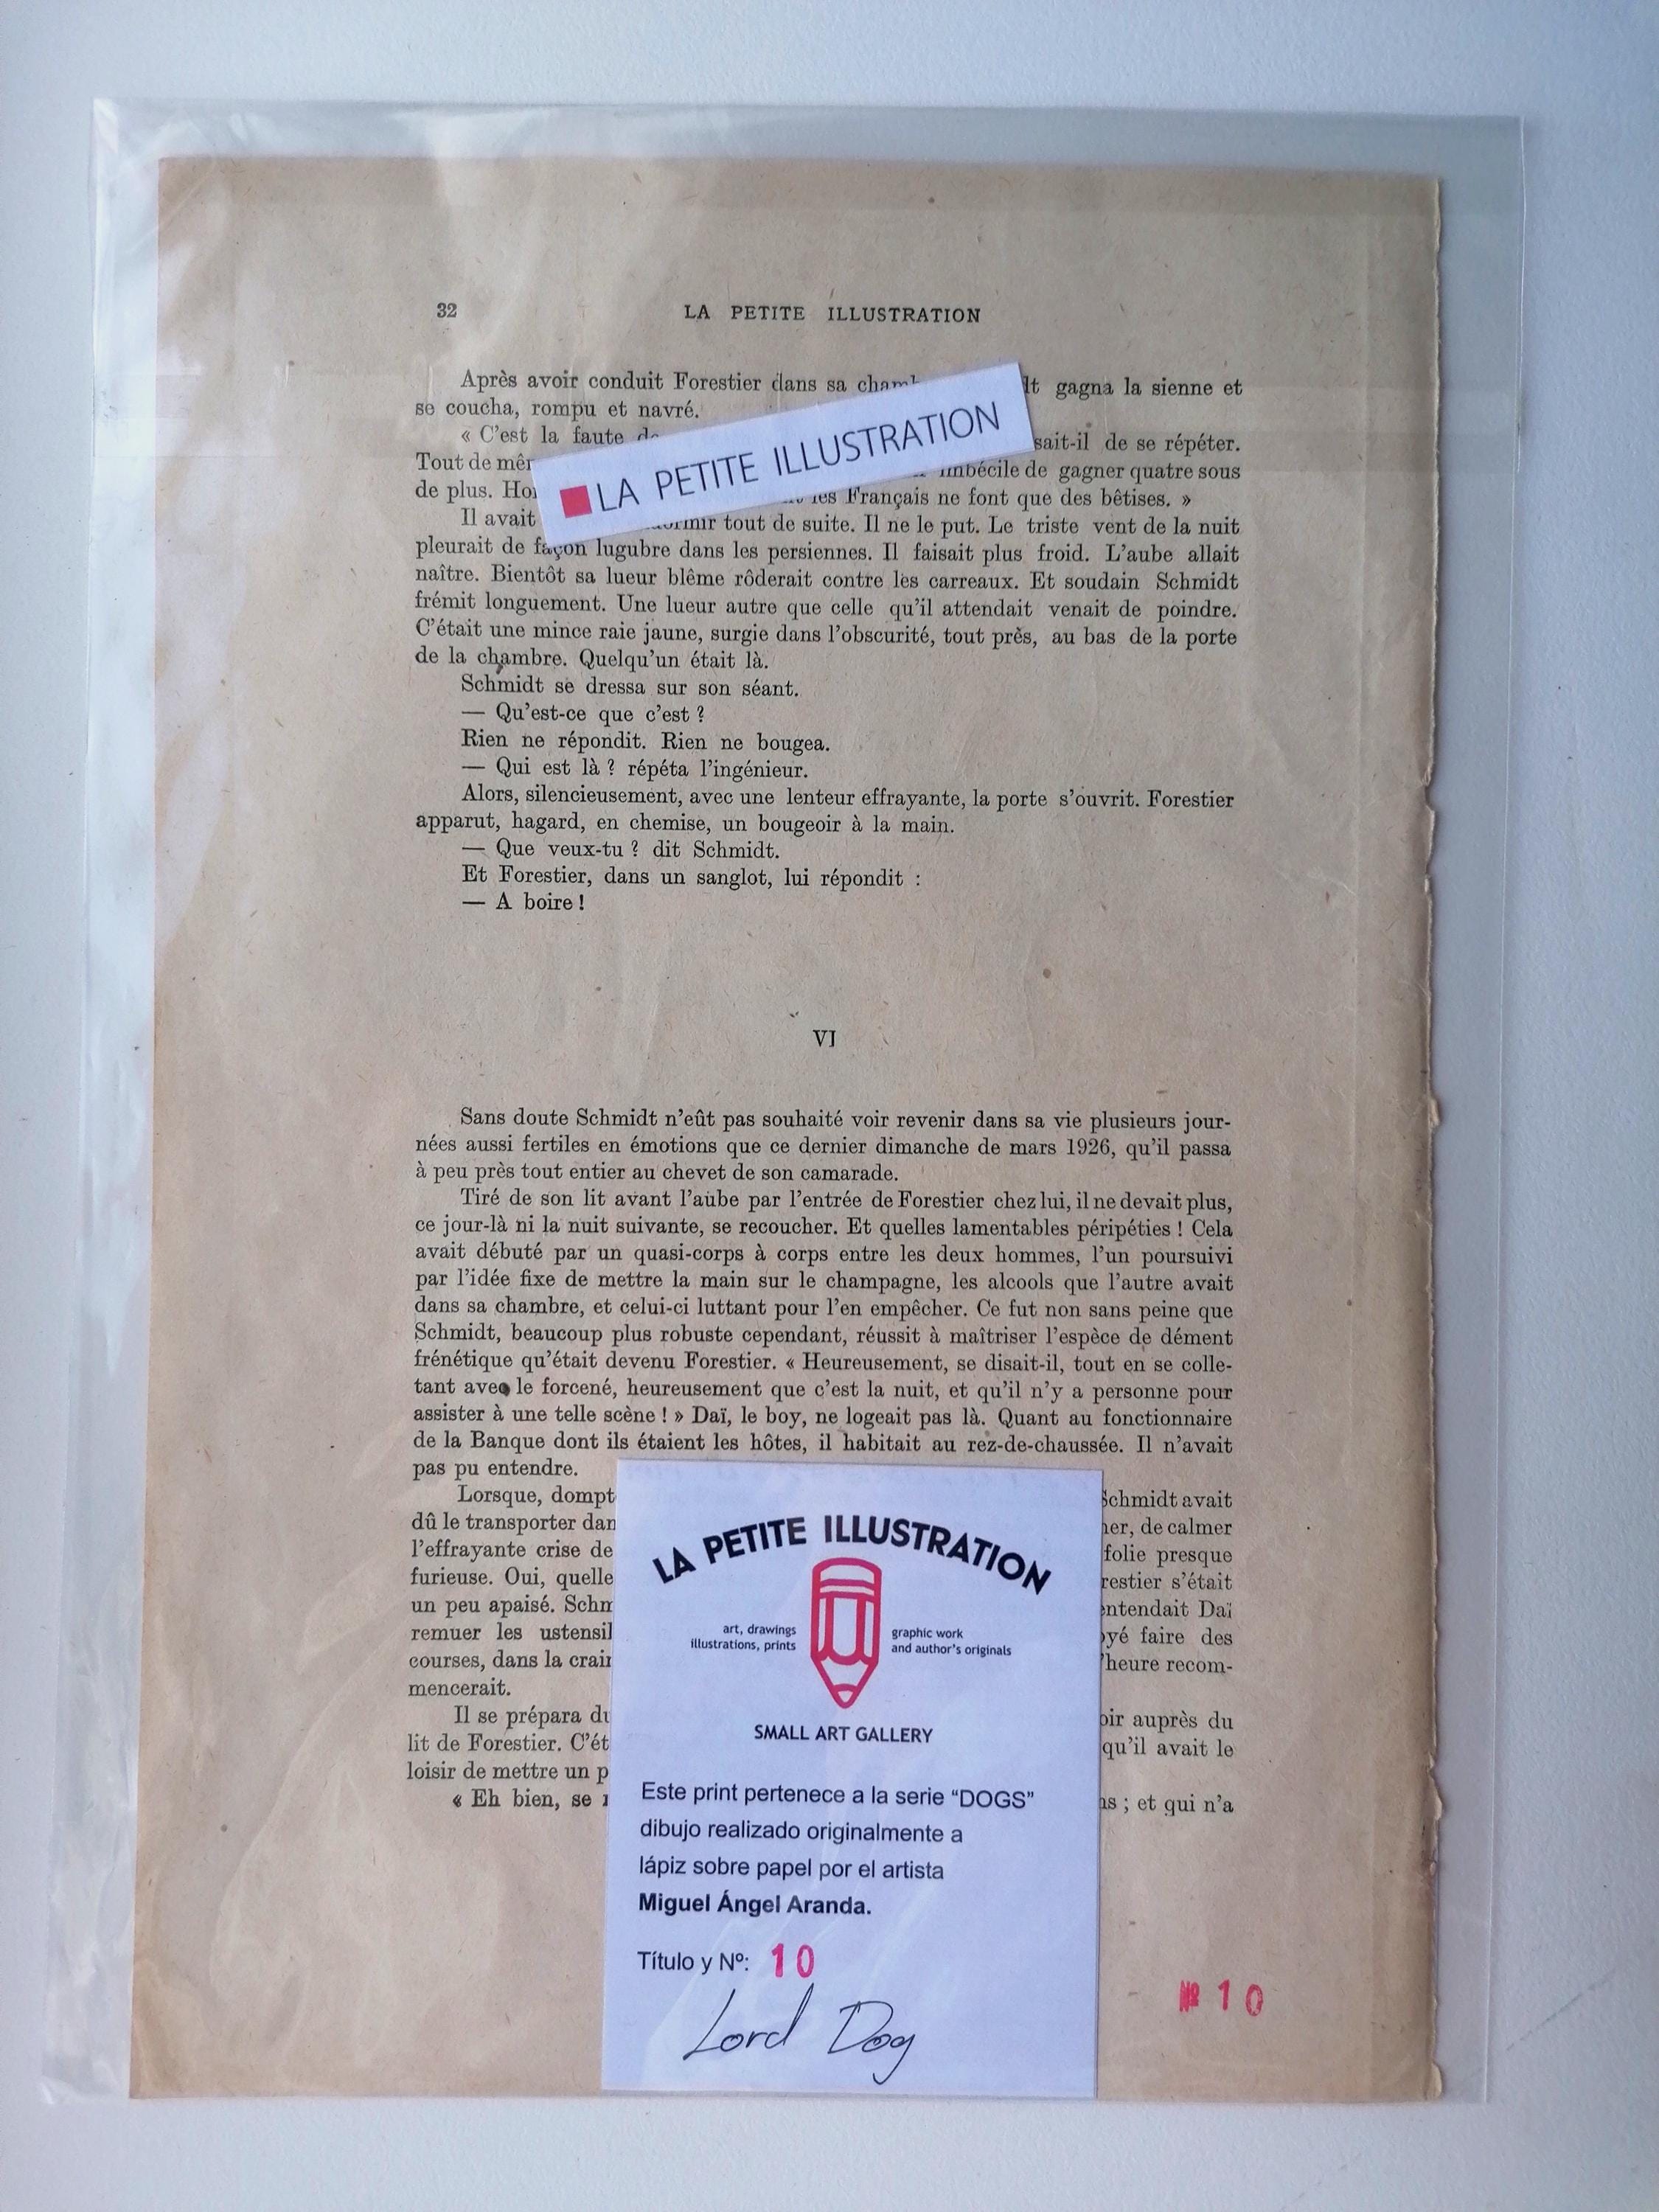 32
LA PETITE ILLUSTRATION
Après avoir conduit Forestier dans sa gagna la sienne et
se coucha, rompu et navré.
« C'est la faute sait-il de se répéter.
Tout de imbécile de gagner quatre sous
de plus. les Français ne font que des bêtises. »
Il avait tout de suite. Il ne le put. Le triste vent de la nuit
pleurait de façon lugubre dans les persiennes. Il faisait plus froid. L'aube allait
naître. Bientôt sa lueur blême rôderait contre les carreaux. Et soudain Schmidt
frémit longuement. Une lueur autre que celle qu'il attendait venait de poindre.
C'était une mince raie jaune, surgie dans l'obscurité, tout près, au bas de la porte
de la chambre. Quelqu'un était là.
Schmidt se dressa sur son séant.
— Qu'est-ce que c'est ?
Rien ne répondit. Rien ne bougea.
— Qui est là ? répéta l'ingénieur.
Alors, silencieusement, avec une lenteur effrayante, la porte s'ouvrit. Forestier
apparut, hagard, en chemise, un bougeoir à la main.
— Que veux-tu ? dit Schmidt.
Et Forestier, dans un sanglot, lui répondit :
— A boire !
LA PETITE ILLUSTRATION
VI
Sans doute Schmidt n'eût pas souhaité voir revenir dans sa vie plusieurs jour-
nées aussi fertiles en émotions que ce dernier dimanche de mars 1926, qu'il passa
à peu près tout entier au chevet de son camarade.
Tiré de son lit avant l'aube par l'entrée de Forestier chez lui, il ne devait plus,
ce jour-là ni la nuit suivante, se recoucher. Et quelles lamentables péripéties ! Cela
avait débuté par un quasi-corps à corps entre les deux hommes, l'un poursuivi
par l'idée fixe de mettre la main sur le champagne, les alcools que l'autre avait
dans sa chambre, et celui-ci luttant pour l'en empêcher. Ce fut non sans peine que
Schmidt, beaucoup plus robuste cependant, réussit à maîtriser l'espèce de dément
frénétique qu'était devenu Forestier. « Heureusement, se disait-il, tout en se colle-
tant avec le forcené, heureusement que c'est la nuit, et qu'il n'y a personne pour
assister à une telle scène ! » Daï, le boy, ne logeait pas là. Quant au fonctionnaire
de la Banque dont ils étaient les hôtes, il habitait au rez-de-chaussée. Il n'avait
pas pu entendre.
Lorsque, dompt Schmidt avait
dû le transporter dan er, de calmer
l'effrayante crise de folie presque
furieuse. Oui, quelle restier s'était
un peu apaisé. Schm entendait Daï
remuer les ustensil yé faire des
courses, dans la crain 'heure recom-
mencerait.
Il se prépara du oir auprès du
lit de Forestier. C'ét qu'il avait le
loisir de mettre un p
« Eh bien, se ns ; et qui n'a
LA PETITE ILLUSTRATION
art, drawings
illustrations, prints
graphic work
and author's originals
SMALL ART GALLERY
Este print pertenece a la serie “DOGS”
dibujo realizado originalmente a
lápiz sobre papel por el artista
Miguel Ángel Aranda.
Título y Nº: 10
Lord Dog
Nº 10